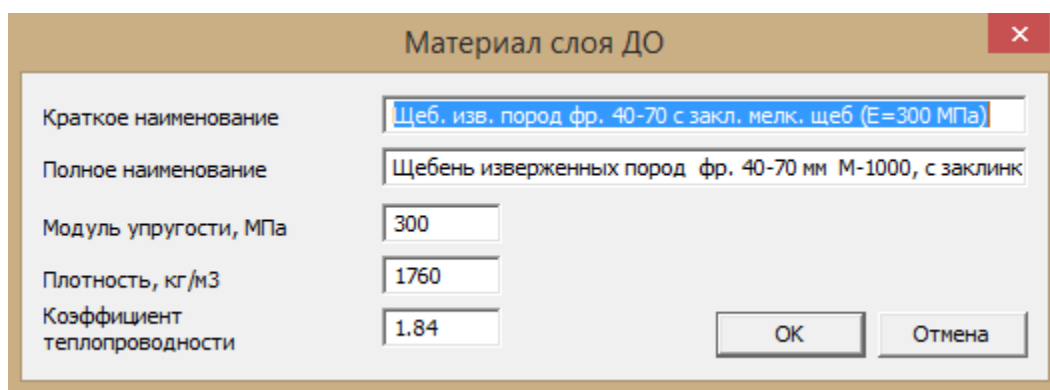 Материал слоя ДО
Краткое наименование
Щеб. изв. пород фр. 40-70 с закл. мелк. щеб (Е=300 МПа)
Полное наименование
Щебень изверженных пород фр. 40-70 мм М-1000, с заклинк
Модуль упругости, МПа
300
Плотность, кг/м3
1760
Коэффициент
теплопроводности
1.84
ОК
Отмена